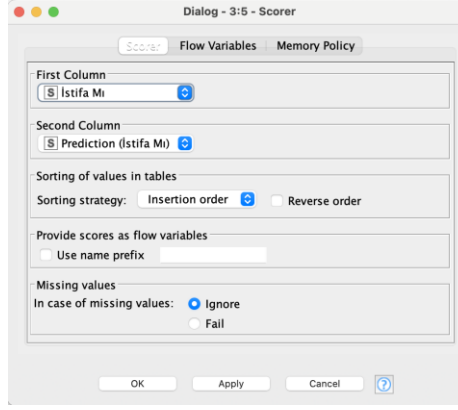 Dialog - 3:5 - Scorer
Scorer Flow Variables Memory Policy
First Column
S İstifa Mı
Second Column
S Prediction (İstifa Mı)
Sorting of values in tables
Sorting strategy: Insertion order Reverse order
Provide scores as flow variables
Use name prefix
Missing values
In case of missing values: Ignore
Fail
OK Apply Cancel ?